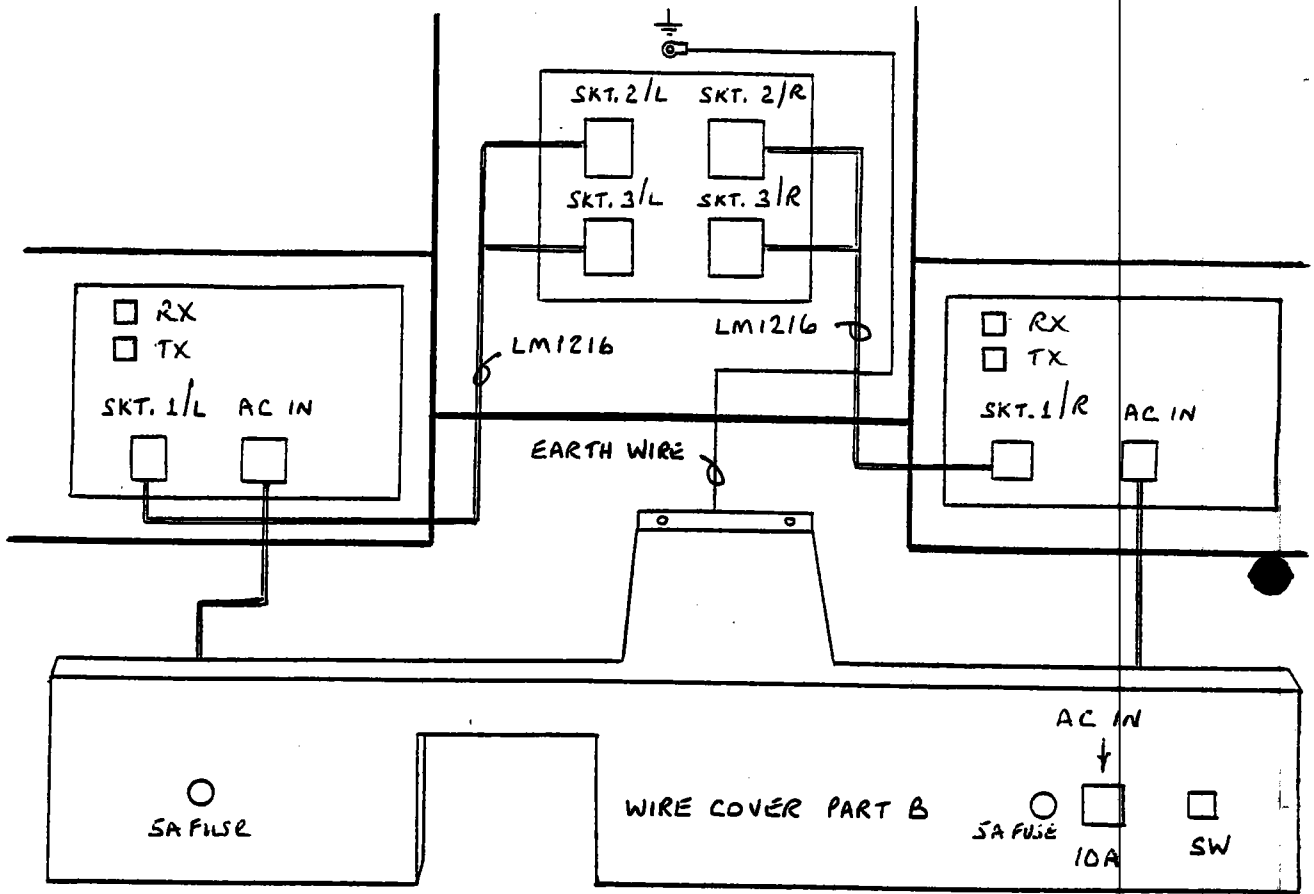 SKT. 2/L SKT. 2/R
SKT. 3/L SKT. 3/R
RX
TX
SKT. 1/L AC IN
LM1216
LM1216
RX
TX
SKT. 1/R AC IN
EARTH WIRE
AC IN
5A FUSE
WIRE COVER PART B
5A FUSE
10A
SW